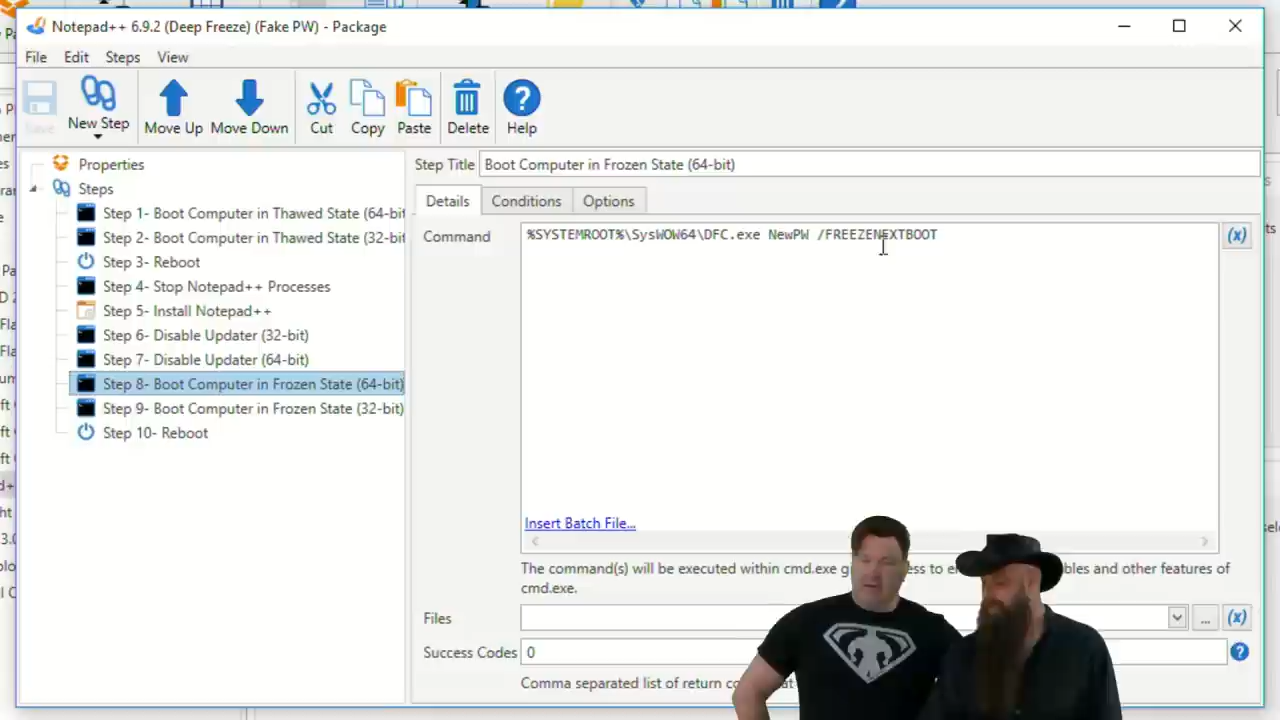 Notepad++ 6.9.2 (Deep Freeze) (Fake PW) - Package
File Edit Steps View
Save New Step Move Up Move Down Cut Copy Paste Delete Help
Properties
Steps
Step 1- Boot Computer in Thawed State (64-bit
Step 2- Boot Computer in Thawed State (32-bit
Step 3- Reboot
Step 4- Stop Notepad++ Processes
Step 5- Install Notepad++
Step 6- Disable Updater (32-bit)
Step 7- Disable Updater (64-bit)
Step 8- Boot Computer in Frozen State (64-bit)
Step 9- Boot Computer in Frozen State (32-bit)
Step 10- Reboot
Step Title Boot Computer in Frozen State (64-bit)
Details Conditions Options
Command %SYSTEMROOT%\SysWOW64\DFC.exe NewPW /FREEZENEXTBOOT (x)
Insert Batch File...
The command(s) will be executed within cmd.exe and other features of
cmd.exe.
Files ... (x)
Success Codes 0
Comma separated list of return